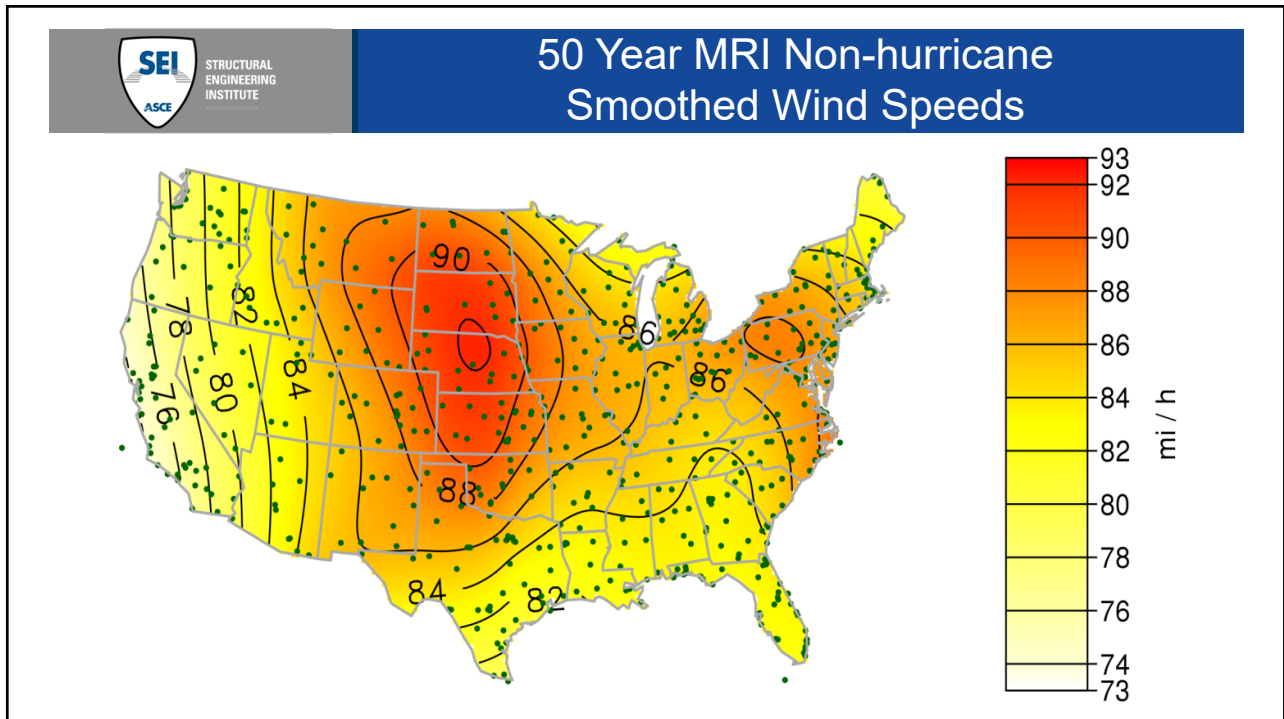 SEI
ASCE
STRUCTURAL
ENGINEERING
INSTITUTE
50 Year MRI Non-hurricane
Smoothed Wind Speeds
90
82
78
86
84
80
86
76
88
84
82
93
92
90
88
86
84
82
80
78
76
74
73
mi / h